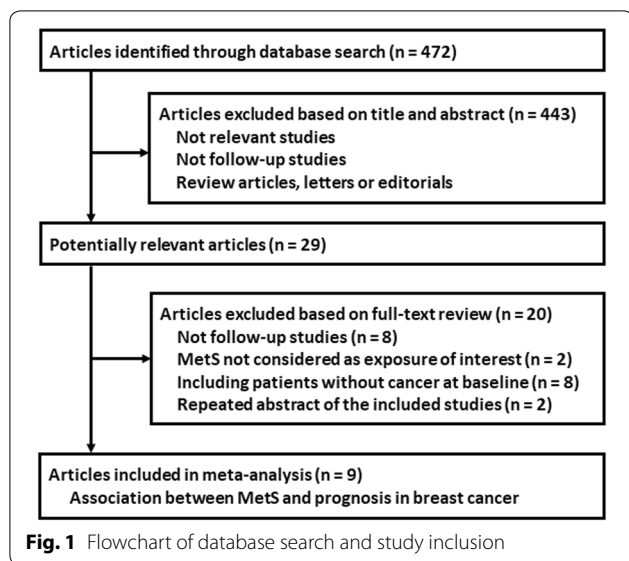 Articles identified through database search (n = 472)
Articles excluded based on title and abstract (n = 443)
Not relevant studies
Not follow-up studies
Review articles, letters or editorials
Potentially relevant articles (n = 29)
Articles excluded based on full-text review (n = 20)
Not follow-up studies (n = 8)
MetS not considered as exposure of interest (n = 2)
Including patients without cancer at baseline (n = 8)
Repeated abstract of the included studies (n = 2)
Articles included in meta-analysis (n = 9)
Association between MetS and prognosis in breast cancer
Fig. 1 Flowchart of database search and study inclusion